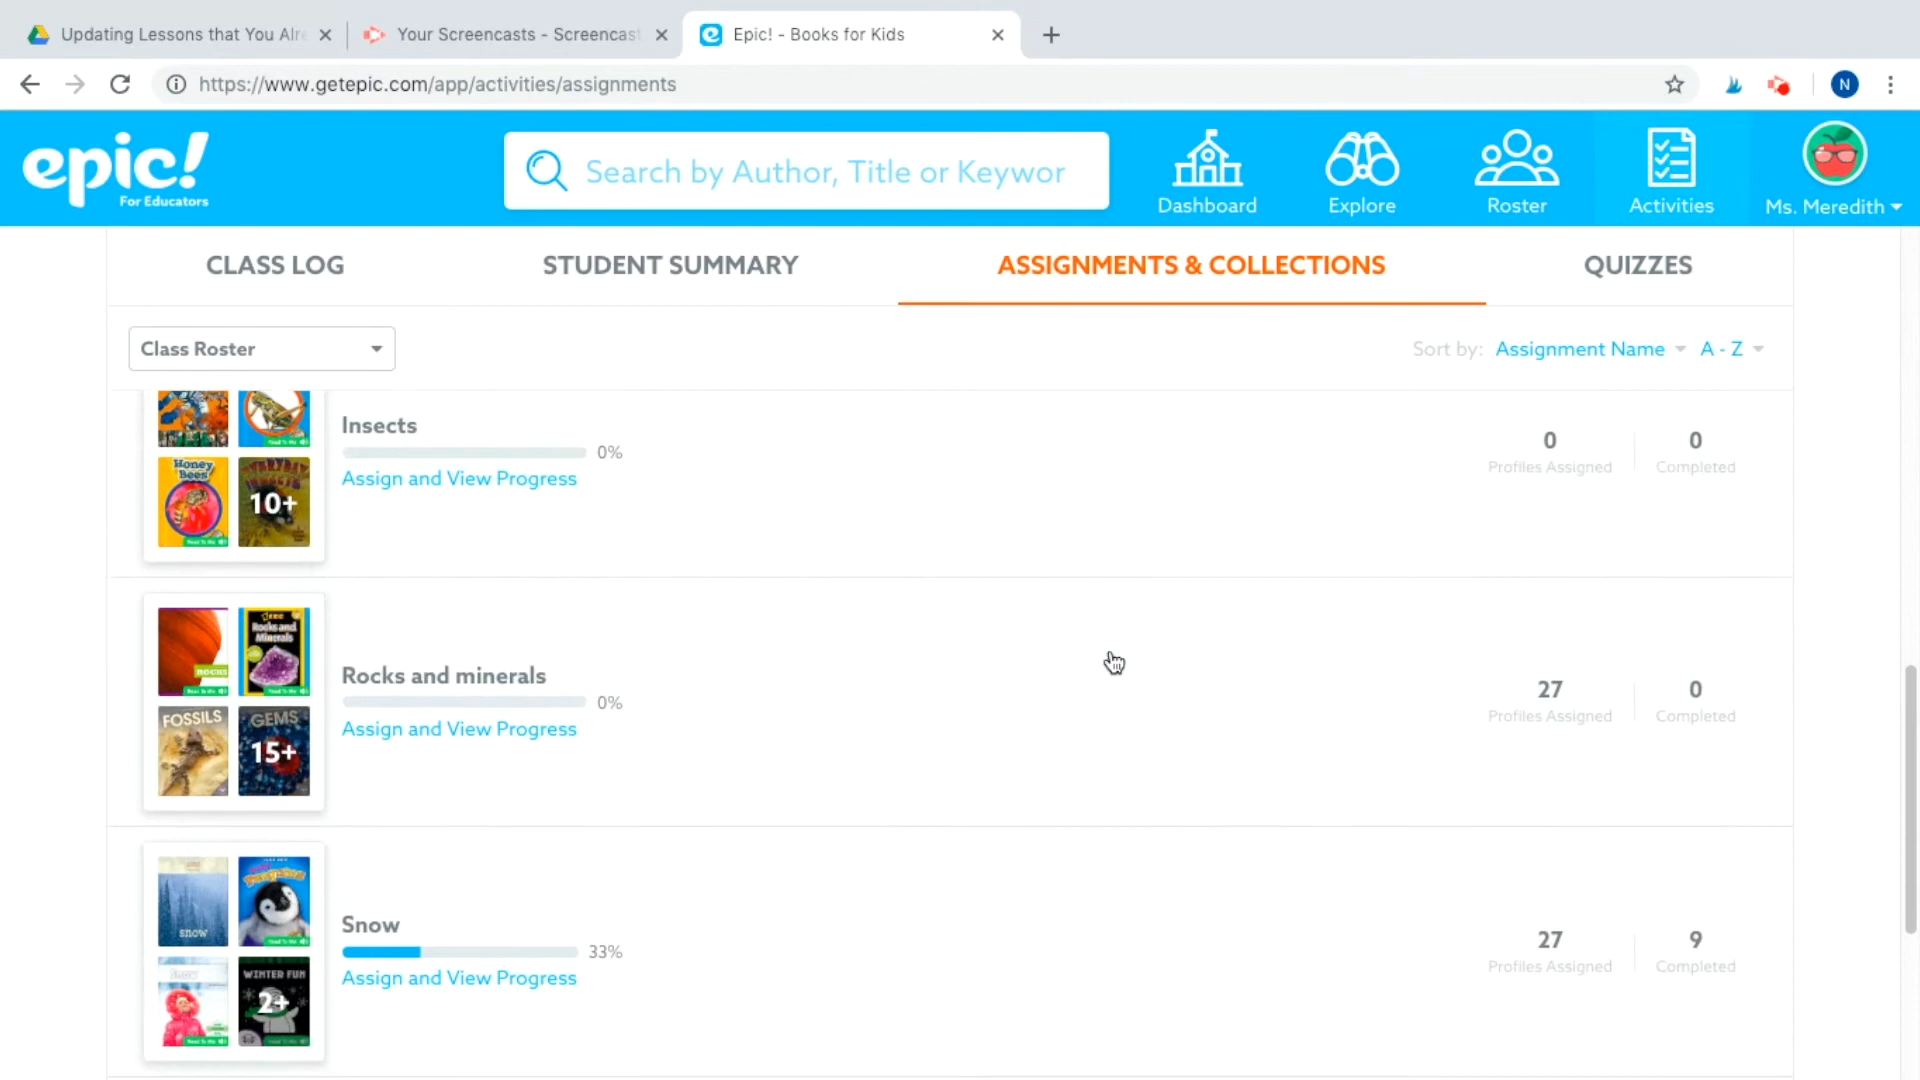 Updating Lessons that You Alr
Your Screencasts - Screencast
Epic! - Books for Kids
https://www.getepic.com/app/activities/assignments
N
epic!
For Educators
Search by Author, Title or Keywor
Dashboard
Explore
Roster
Activities
Ms. Meredith
CLASS LOG
STUDENT SUMMARY
ASSIGNMENTS & COLLECTIONS
QUIZZES
Class Roster
Sort by: Assignment Name A - Z
Insects
0%
Assign and View Progress
0
Profiles Assigned
0
Completed
Honey
Bees
EVERYDAY
INSECTS
10+
Read To Me
Rocks and minerals
0%
Assign and View Progress
27
Profiles Assigned
0
Completed
ROCKS
Rocks and
Minerals
FOSSILS
GEMS
15+
Snow
33%
Assign and View Progress
27
Profiles Assigned
9
Completed
SNOW
WINTER FUN
2+